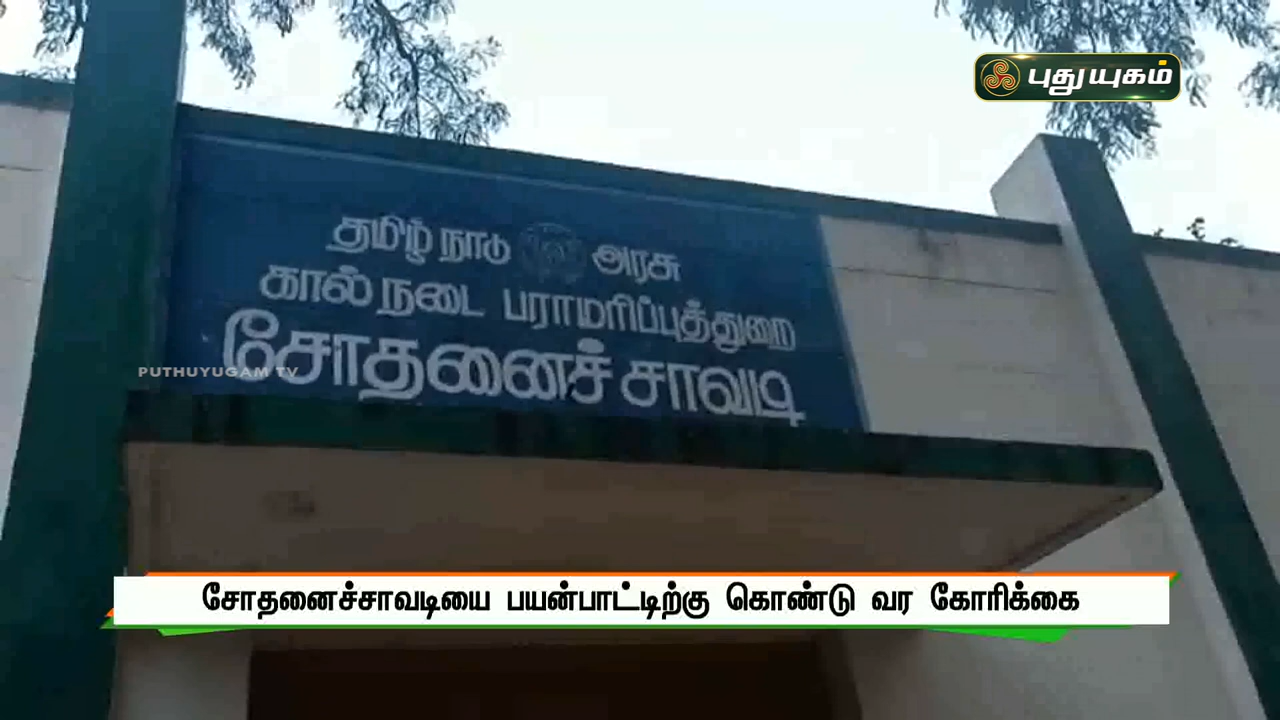 புதுயுகம்
தமிழ் நாடு அரசு
கால் நடை பராமரிப்புத்துறை
சோதனைச் சாவடி
PUTHUYUGAM TV
சோதனைச்சாவடியை பயன்பாட்டிற்கு கொண்டு வர கோரிக்கை